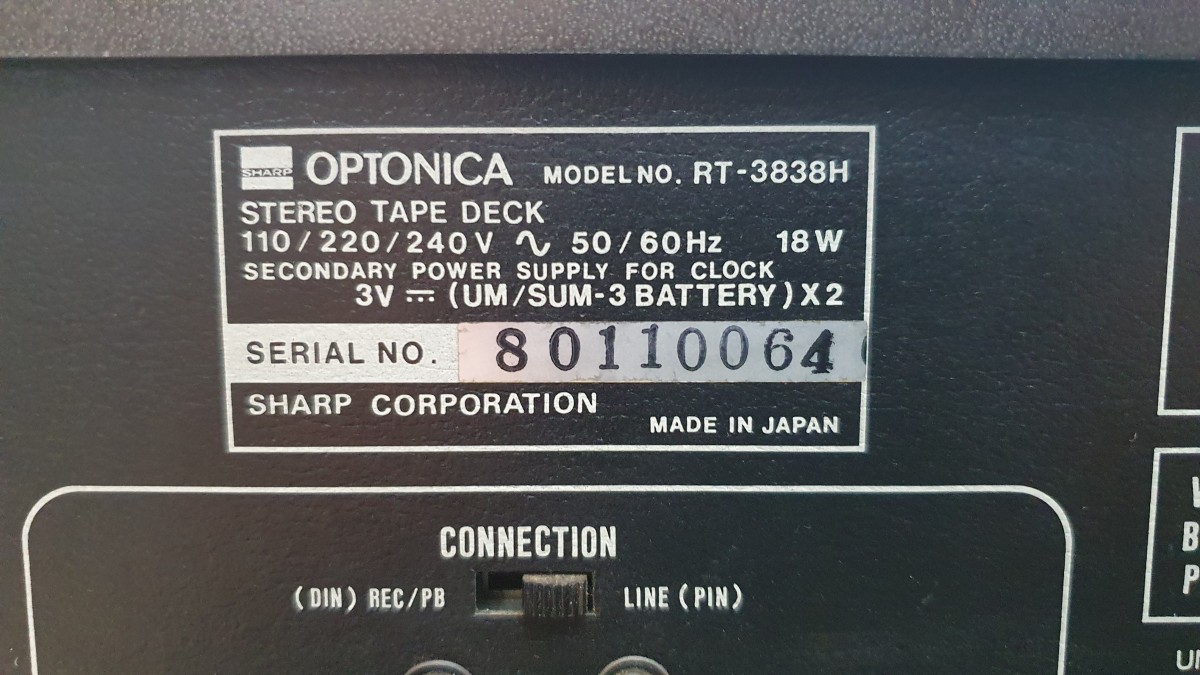 SHARP OPTONICA MODEL NO. RT-3838H
STEREO TAPE DECK
110/220/240V ∿ 50/60Hz 18W
SECONDARY POWER SUPPLY FOR CLOCK
3V ⎓ (UM/SUM-3 BATTERY) X2
SERIAL NO. 80110064
SHARP CORPORATION
MADE IN JAPAN
CONNECTION
(DIN) REC/PB LINE (PIN)